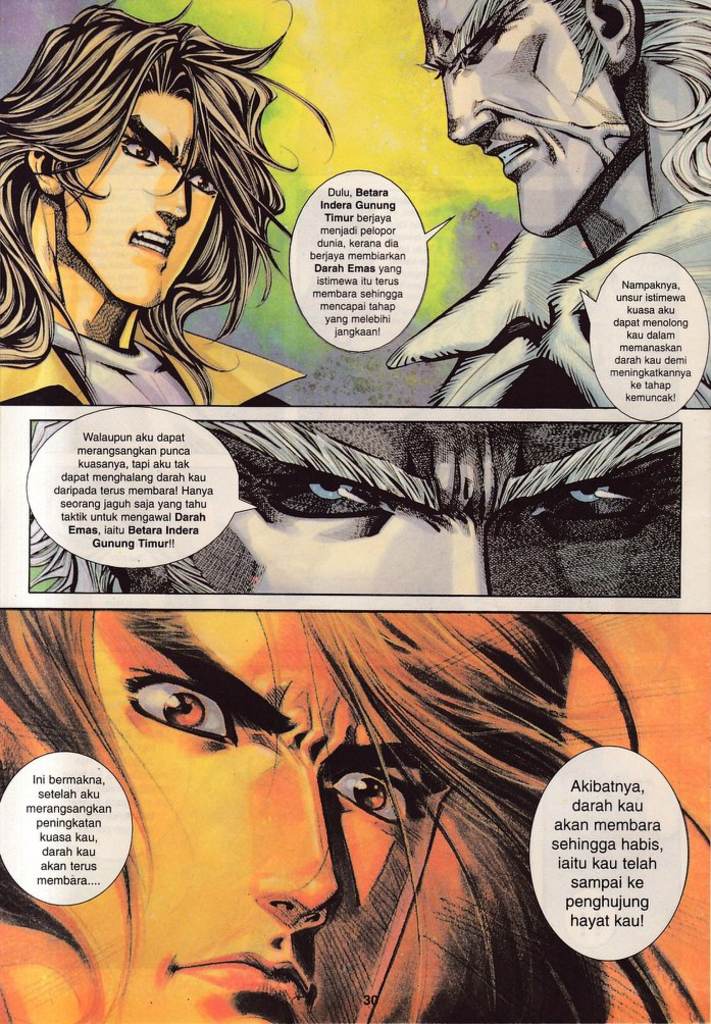 Dulu, Betara
Indera Gunung
Timur berjaya
menjadi pelopor
dunia, kerana dia
berjaya membiarkan
Darah Emas yang
istimewa itu terus
membara sehingga
mencapai tahap
yang melebihi
jangkaan!
Nampaknya,
unsur istimewa
kuasa aku
dapat menolong
kau dalam
memanaskan
darah kau demi
meningkatkannya
ke tahap
kemuncak!
Walaupun aku dapat
merangsangkan punca
kuasanya, tapi aku tak
dapat menghalang darah kau
daripada terus membara! Hanya
seorang jaguh saja yang tahu
taktik untuk mengawal Darah
Emas, iaitu Betara Indera
Gunung Timur!!
Ini bermakna,
setelah aku
merangsangkan
peningkatan
kuasa kau,
darah kau
akan terus
membara....
Akibatnya,
darah kau
akan membara
sehingga habis,
iaitu kau telah
sampai ke
penghujung
hayat kau!
30